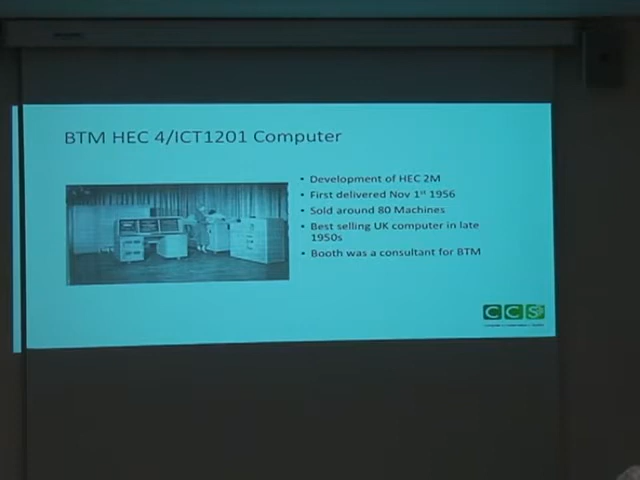 BTM HEC 4/ICT1201 Computer
• Development of HEC 2M
• First delivered Nov 1st 1956
• Sold around 80 Machines
• Best selling UK computer in late
1950s
• Booth was a consultant for BTM
CCS